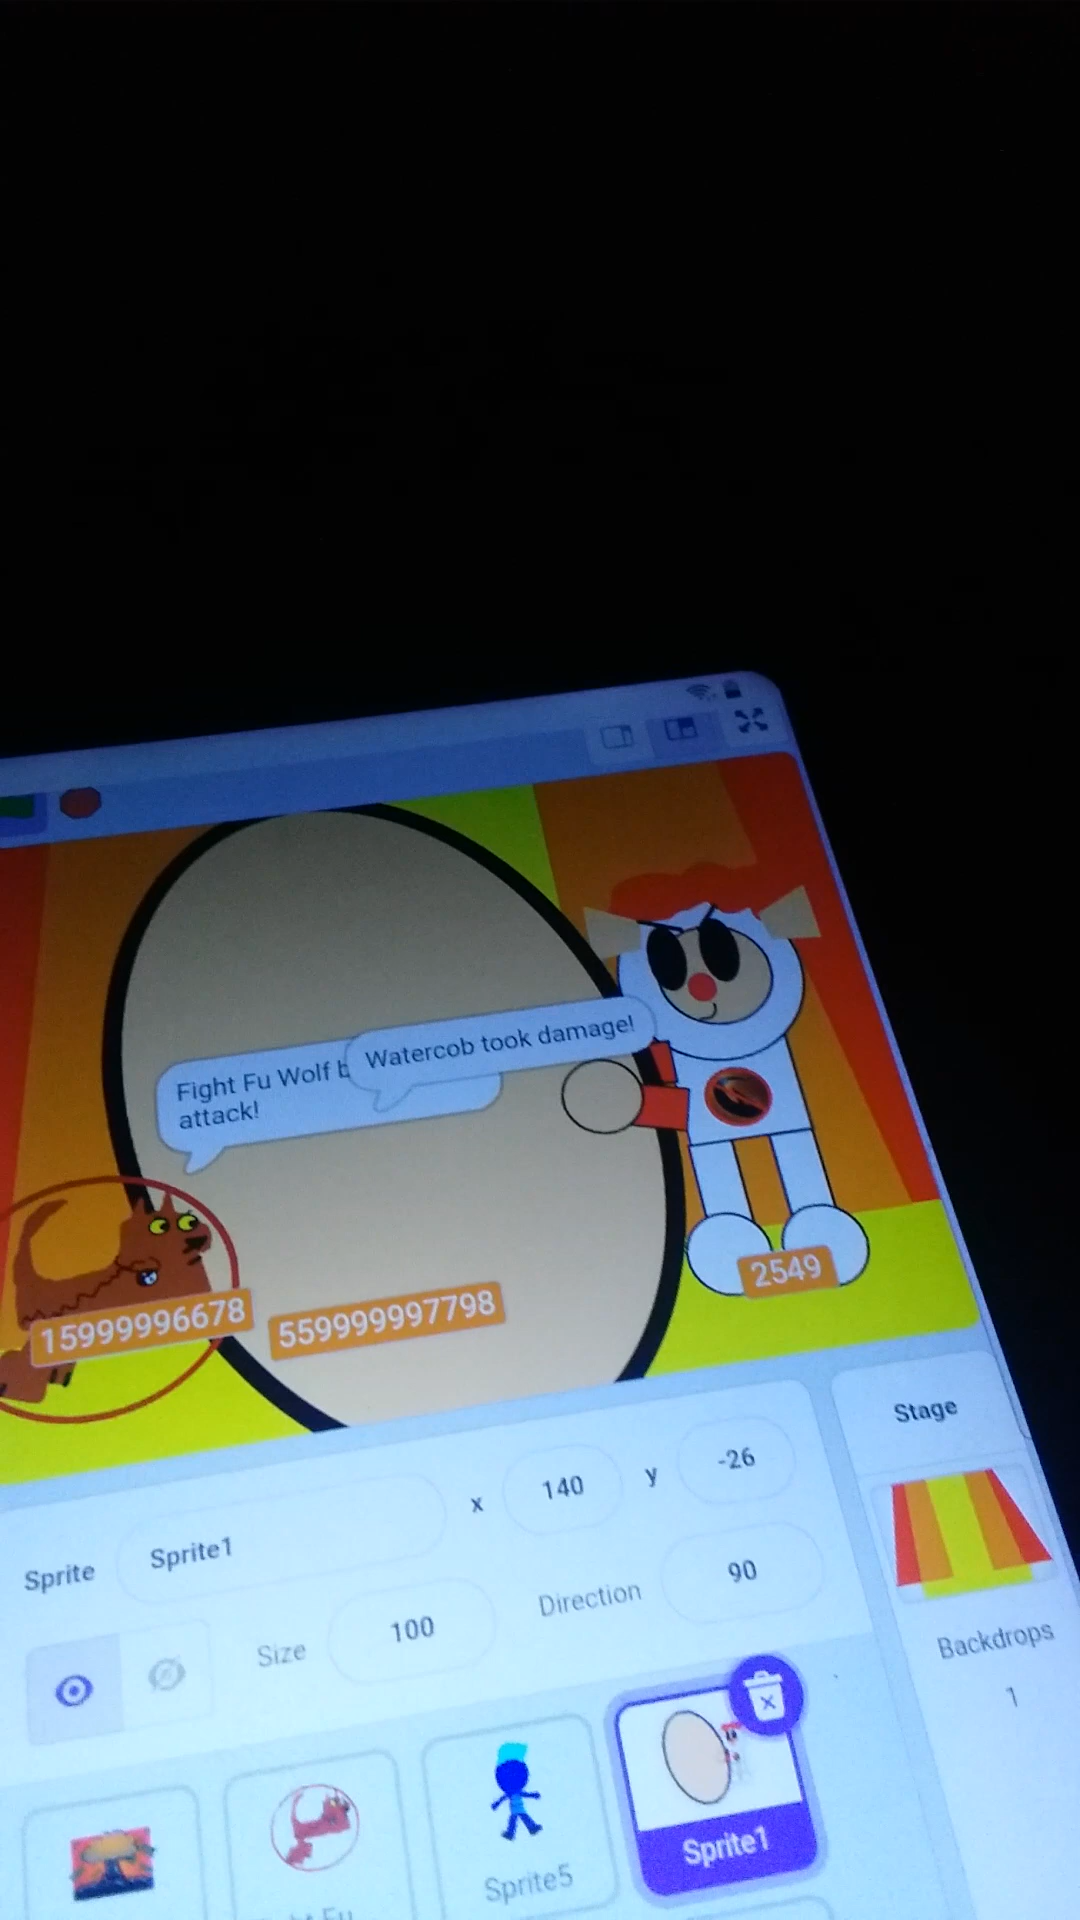 Fight Fu Wolf
attack!
Watercob took damage!
15999996678
559999997798
2549
Stage
Sprite
Sprite1
x
140
y
-26
Size
100
Direction
90
Backdrops
1
Sprite5
Sprite1